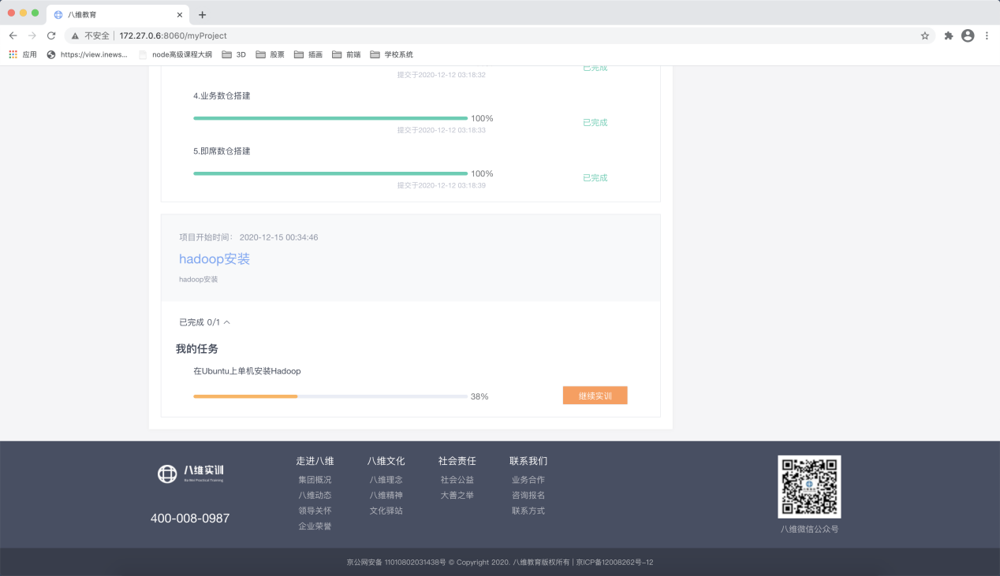 八维教育
不安全 172.27.0.6:8060/myProject
应用 https://view.inews... node高级课程大纲 3D 股票 插画 前端 学校系统
提交于2020-12-12 03:18:32
已完成
4.业务数仓搭建
100%
提交于2020-12-12 03:18:33
已完成
5.即席数仓搭建
100%
提交于2020-12-12 03:18:39
已完成
项目开始时间: 2020-12-15 00:34:46
hadoop安装
hadoop安装
已完成 0/1
我的任务
在Ubuntu上单机安装Hadoop
38%
继续实训
八维实训
Ba Wei Practical Training
400-008-0987
走进八维
集团概况
八维动态
领导关怀
企业荣誉
八维文化
八维理念
八维精神
文化驿站
社会责任
社会公益
大善之举
联系我们
业务合作
咨询报名
联系方式
八维微信公众号
京公网安备 11010802031438号 © Copyright 2020. 八维教育版权所有 | 京ICP备12008262号-12